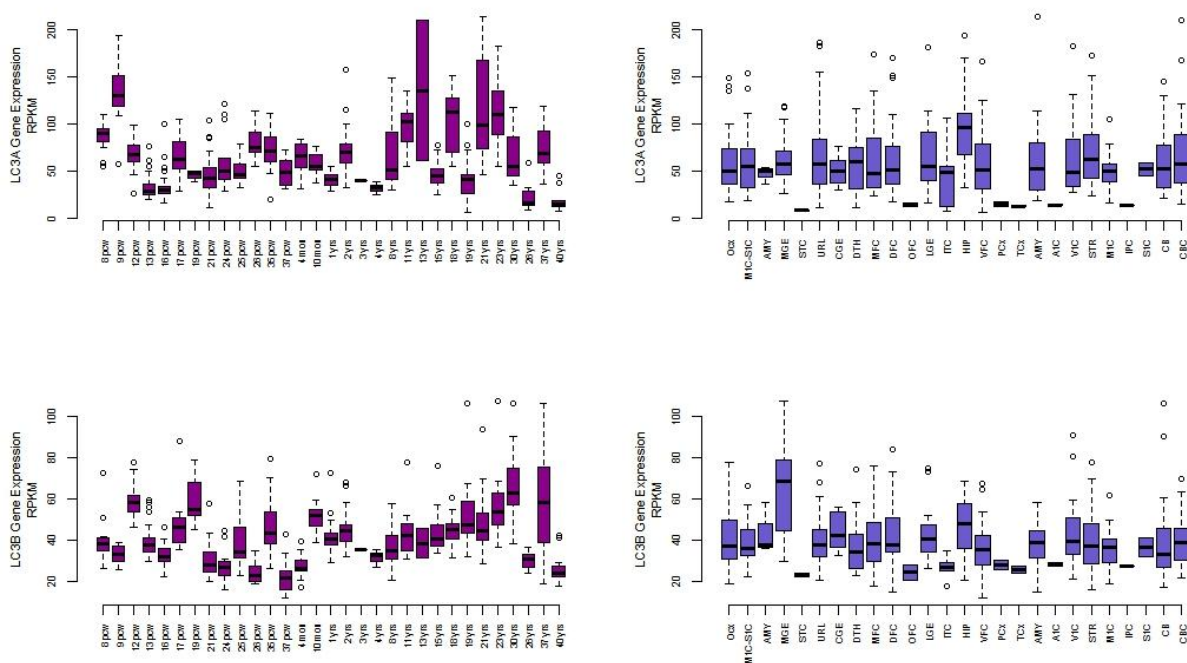 LC3A Gene Expression
RPKM
200
150
100
50
0
8 pcw
9 pcw
12 pcw
13 pcw
16 pcw
17 pcw
19 pcw
21 pcw
24 pcw
25 pcw
26 pcw
35 pcw
37 pcw
4 mon
10 mon
1 yrs
2 yrs
3 yrs
4 yrs
8 yrs
11 yrs
13 yrs
15 yrs
18 yrs
19 yrs
21 yrs
23 yrs
30 yrs
37 yrs
40 yrs
LC3A Gene Expression
RPKM
200
150
100
50
0
Ocx
M1C-S1C
AMY
MGE
STC
URL
CGE
DTH
MFC
DFC
OFC
LGE
ITC
HIP
VFC
PCx
TCx
AMY
A1C
V1C
STR
M1C
IPC
S1C
CB
CBC
LC3B Gene Expression
RPKM
100
80
60
40
20
8 pcw
9 pcw
12 pcw
13 pcw
16 pcw
17 pcw
19 pcw
21 pcw
24 pcw
25 pcw
26 pcw
35 pcw
37 pcw
4 mon
10 mon
1 yrs
2 yrs
3 yrs
4 yrs
8 yrs
11 yrs
13 yrs
15 yrs
18 yrs
19 yrs
21 yrs
23 yrs
30 yrs
37 yrs
40 yrs
LC3B Gene Expression
RPKM
100
80
60
40
20
Ocx
M1C-S1C
AMY
MGE
STC
URL
CGE
DTH
MFC
DFC
OFC
LGE
ITC
HIP
VFC
PCx
TCx
AMY
A1C
V1C
STR
M1C
IPC
S1C
CB
CBC